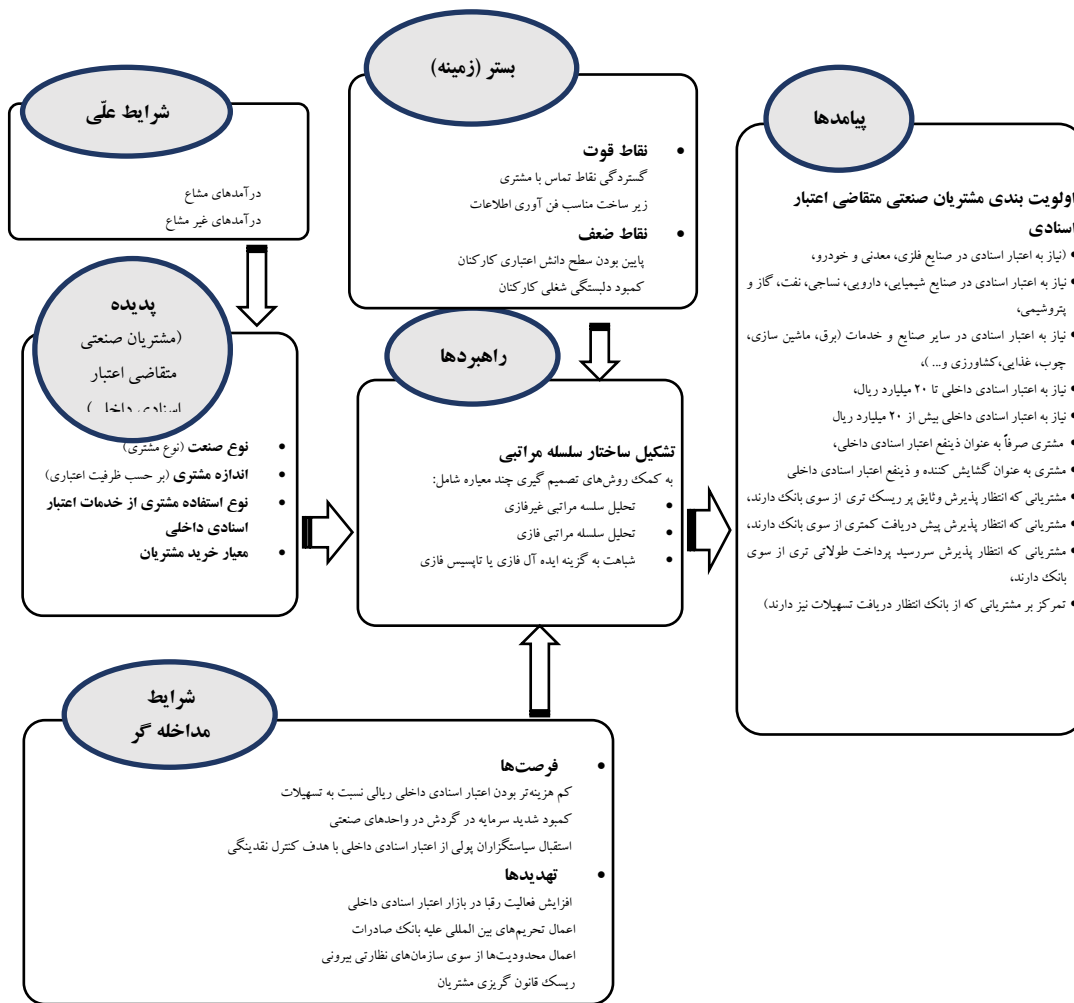 شرایط علّی
درآمدهای مشاع
درآمدهای غیر مشاع
پدیده
(مشتریان صنعتی
متقاضی اعتبار
اسنادی داخلی)
• نوع صنعت (نوع مشتری)
• اندازه مشتری (بر حسب ظرفیت اعتباری)
• نوع استفاده مشتری از خدمات اعتبار
اسنادی داخلی
• معیار خرید مشتریان
بستر (زمینه)
• نقاط قوت
گستردگی نقاط تماس با مشتری
زیر ساخت مناسب فن آوری اطلاعات
• نقاط ضعف
پایین بودن سطح دانش اعتباری کارکنان
کمبود دلبستگی شغلی کارکنان
راهبردها
تشکیل ساختار سلسله مراتبی
به کمک روش‌های تصمیم گیری چند معیاره شامل:
• تحلیل سلسه مراتبی غیرفازی
• تحلیل سلسله مراتبی فازی
• شباهت به گزینه ایده آل فازی یا تاپسیس فازی
شرایط
مداخله گر
• فرصت‌ها
کم هزینه‌تر بودن اعتبار اسنادی داخلی ریالی نسبت به تسهیلات
کمبود شدید سرمایه در گردش در واحدهای صنعتی
استقبال سیاستگزاران پولی از اعتبار اسنادی داخلی با هدف کنترل نقدینگی
• تهدیدها
افزایش فعالیت رقبا در بازار اعتبار اسنادی داخلی
اعمال تحریم‌های بین المللی علیه بانک صادرات
اعمال محدودیت‌ها از سوی سازمان‌های نظارتی بیرونی
ریسک قانون گریزی مشتریان
پیامدها
اولویت بندی مشتریان صنعتی متقاضی اعتبار
اسنادی
• (نیاز به اعتبار اسنادی در صنایع فلزی، معدنی و خودرو،
• نیاز به اعتبار اسنادی در صنایع شیمیایی، دارویی، نساجی، نفت، گاز و
پتروشیمی،
• نیاز به اعتبار اسنادی در سایر صنایع و خدمات (برق، ماشین سازی،
چوب، غذایی،کشاورزی و... )،
• نیاز به اعتبار اسنادی داخلی تا ۲۰ میلیارد ریال،
• نیاز به اعتبار اسنادی داخلی بیش از ۲۰ میلیارد ریال
• مشتری صرفاً به عنوان ذینفع اعتبار اسنادی داخلی،
• مشتری به عنوان گشایش کننده و ذینفع اعتبار اسنادی داخلی
• مشتریانی که انتظار پذیرش وثایق پر ریسک تری از سوی بانک دارند،
• مشتریانی که انتظار پذیرش پیش دریافت کمتری از سوی بانک دارند،
• مشتریانی که انتظار پذیرش سررسید پرداخت طولانی تری از سوی
بانک دارند،
• تمرکز بر مشتریانی که از بانک انتظار دریافت تسهیلات نیز دارند)